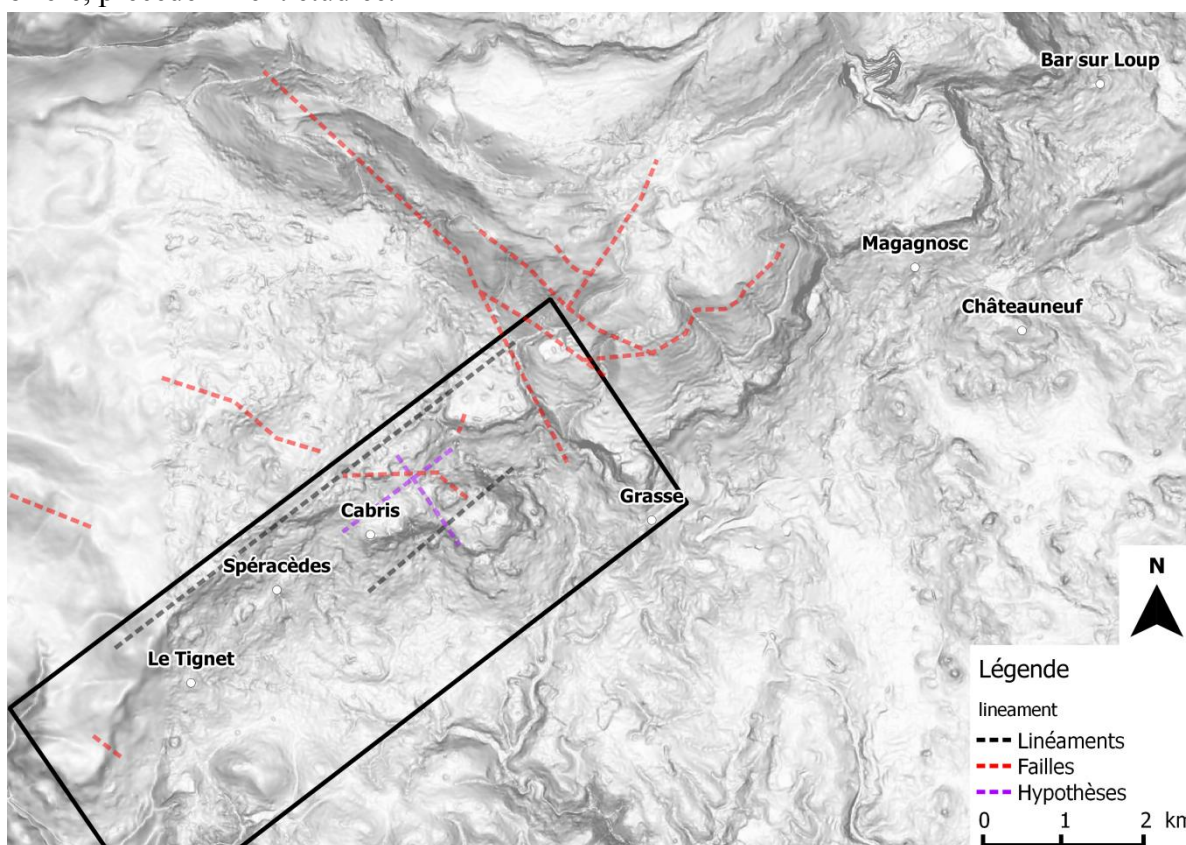 Bar sur Loup
Magagnosc
Châteauneuf
Grasse
Cabris
Spéracèdes
Le Tignet
N
Légende
lineament
Linéaments
Failles
Hypothèses
0 1 2 km